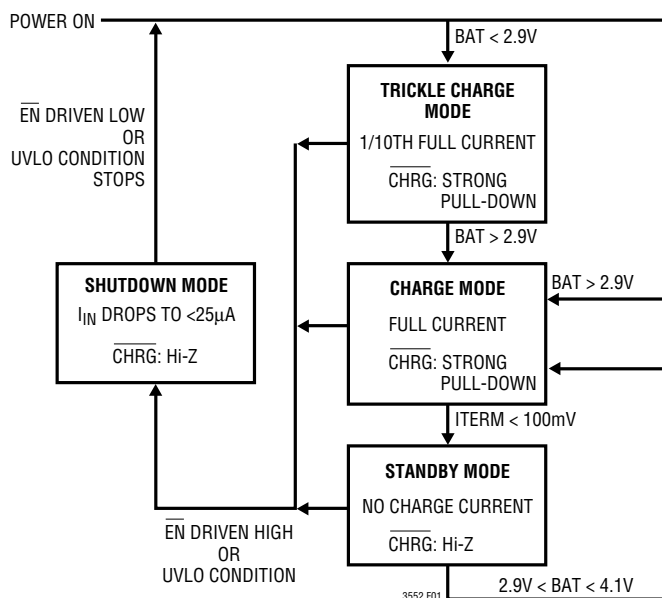 POWER ON
BAT < 2.9V
TRICKLE CHARGE
MODE
1/10TH FULL CURRENT
CHRG: STRONG
PULL-DOWN
EN DRIVEN LOW
OR
UVLO CONDITION
STOPS
BAT > 2.9V
SHUTDOWN MODE
IIN DROPS TO <25µA
CHRG: Hi-Z
CHARGE MODE
FULL CURRENT
CHRG: STRONG
PULL-DOWN
BAT > 2.9V
ITERM < 100mV
STANDBY MODE
NO CHARGE CURRENT
CHRG: Hi-Z
EN DRIVEN HIGH
OR
UVLO CONDITION
3552 F01
2.9V < BAT < 4.1V